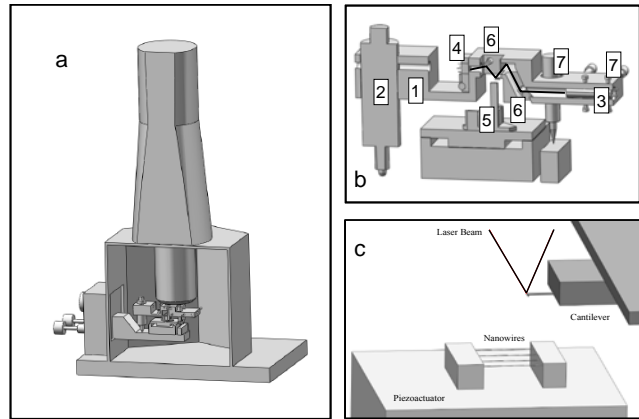 a
4
6
7
7
2
1
3
5
6
b
c
Laser Beam
Cantilever
Nanowires
Piezoactuator